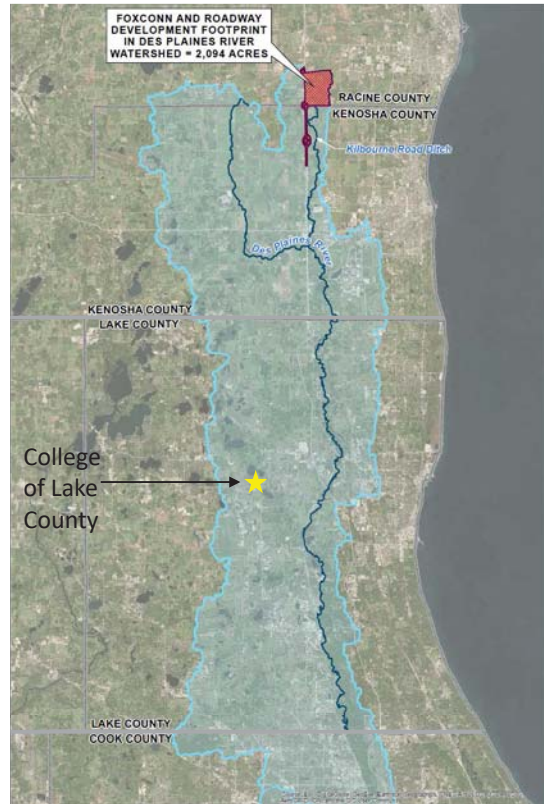 FOXCONN AND ROADWAY
DEVELOPMENT FOOTPRINT
IN DES PLAINES RIVER
WATERSHED = 2,094 ACRES
RACINE COUNTY
KENOSHA COUNTY
Kilbourne Road Ditch
Des Plaines River
KENOSHA COUNTY
LAKE COUNTY
College
of Lake
County
LAKE COUNTY
COOK COUNTY